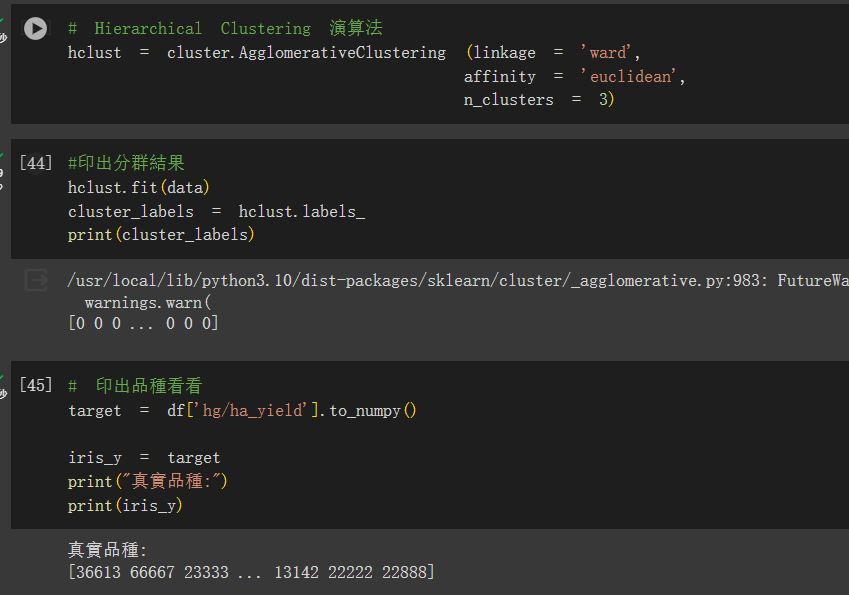 # Hierarchical Clustering 演算法
hclust = cluster.AgglomerativeClustering (linkage = 'ward',
affinity = 'euclidean',
n_clusters = 3)
[44] #印出分群結果
hclust.fit(data)
cluster_labels = hclust.labels_
print(cluster_labels)
/usr/local/lib/python3.10/dist-packages/sklearn/cluster/_agglomerative.py:983: FutureWa
warnings.warn(
[0 0 0 ... 0 0 0]
[45] # 印出品種看看
target = df['hg/ha_yield'].to_numpy()
iris_y = target
print("真實品種:")
print(iris_y)
真實品種:
[36613 66667 23333 ... 13142 22222 22888]